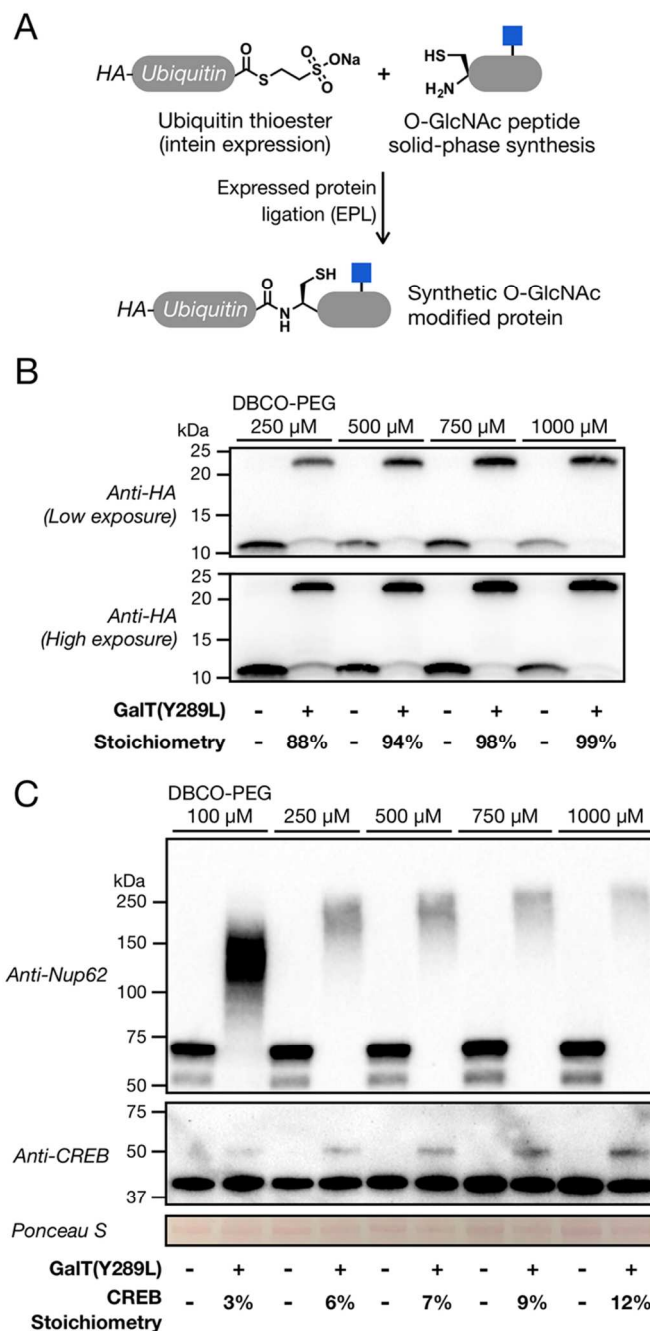 A
HA-Ubiquitin
O
S
S
O
O
ONa
+
HS
H₂N
Ubiquitin thioester
(intein expression)
O-GlcNAc peptide
solid-phase synthesis
Expressed protein
ligation (EPL)
HA-Ubiquitin
O
N
H
SH
Synthetic O-GlcNAc
modified protein
B
DBCO-PEG
250 µM 500 µM 750 µM 1000 µM
kDa
25
20
15
10
Anti-HA
(Low exposure)
25
20
15
10
Anti-HA
(High exposure)
GalT(Y289L) - + - + - + - +
Stoichiometry - 88% - 94% - 98% - 99%
C
DBCO-PEG
100 µM 250 µM 500 µM 750 µM 1000 µM
kDa
250
150
100
75
50
Anti-Nup62
75
50
37
Anti-CREB
Ponceau S
GalT(Y289L) - + - + - + - + - +
CREB - 3% - 6% - 7% - 9% - 12%
Stoichiometry